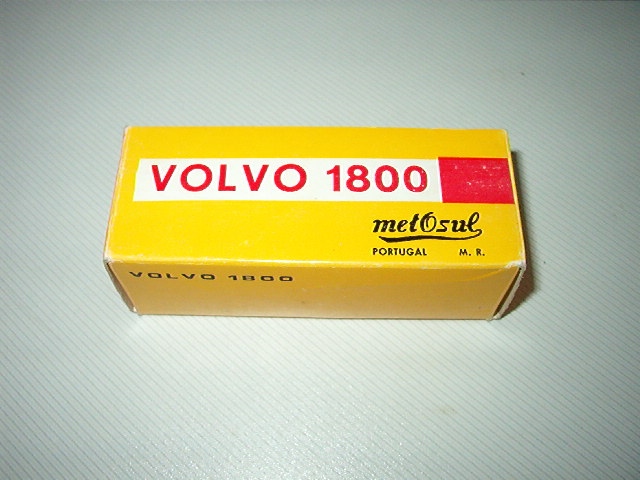 VOLVO 1800
metOsul
PORTUGAL M. R.
VOLVO 1800